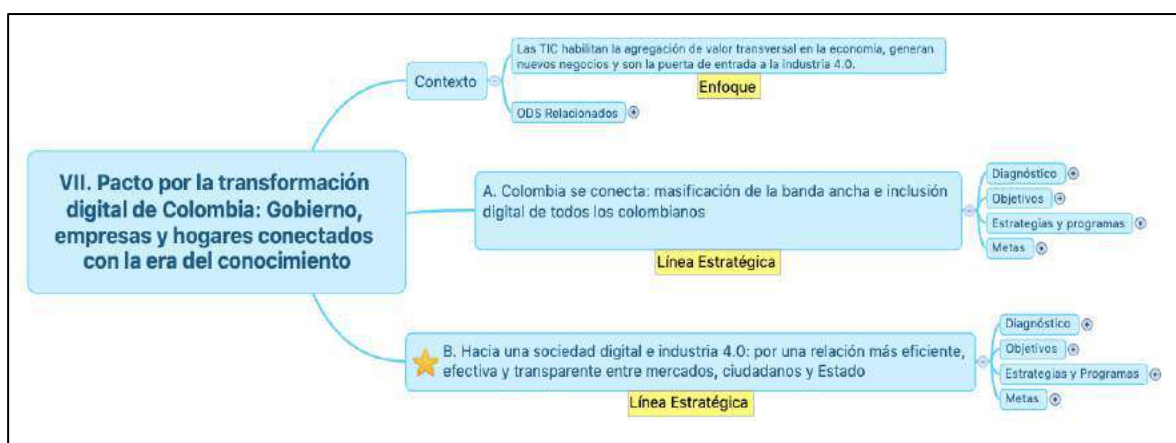 VII. Pacto por la transformación
digital de Colombia: Gobierno,
empresas y hogares conectados
con la era del conocimiento
Contexto
Las TIC habilitan la agregación de valor transversal en la economía, generan
nuevos negocios y son la puerta de entrada a la industria 4.0.
Enfoque
ODS Relacionados
A. Colombia se conecta: masificación de la banda ancha e inclusión
digital de todos los colombianos
Línea Estratégica
Diagnóstico
Objetivos
Estrategias y programas
Metas
B. Hacia una sociedad digital e industria 4.0: por una relación más eficiente,
efectiva y transparente entre mercados, ciudadanos y Estado
Línea Estratégica
Diagnóstico
Objetivos
Estrategias y Programas
Metas